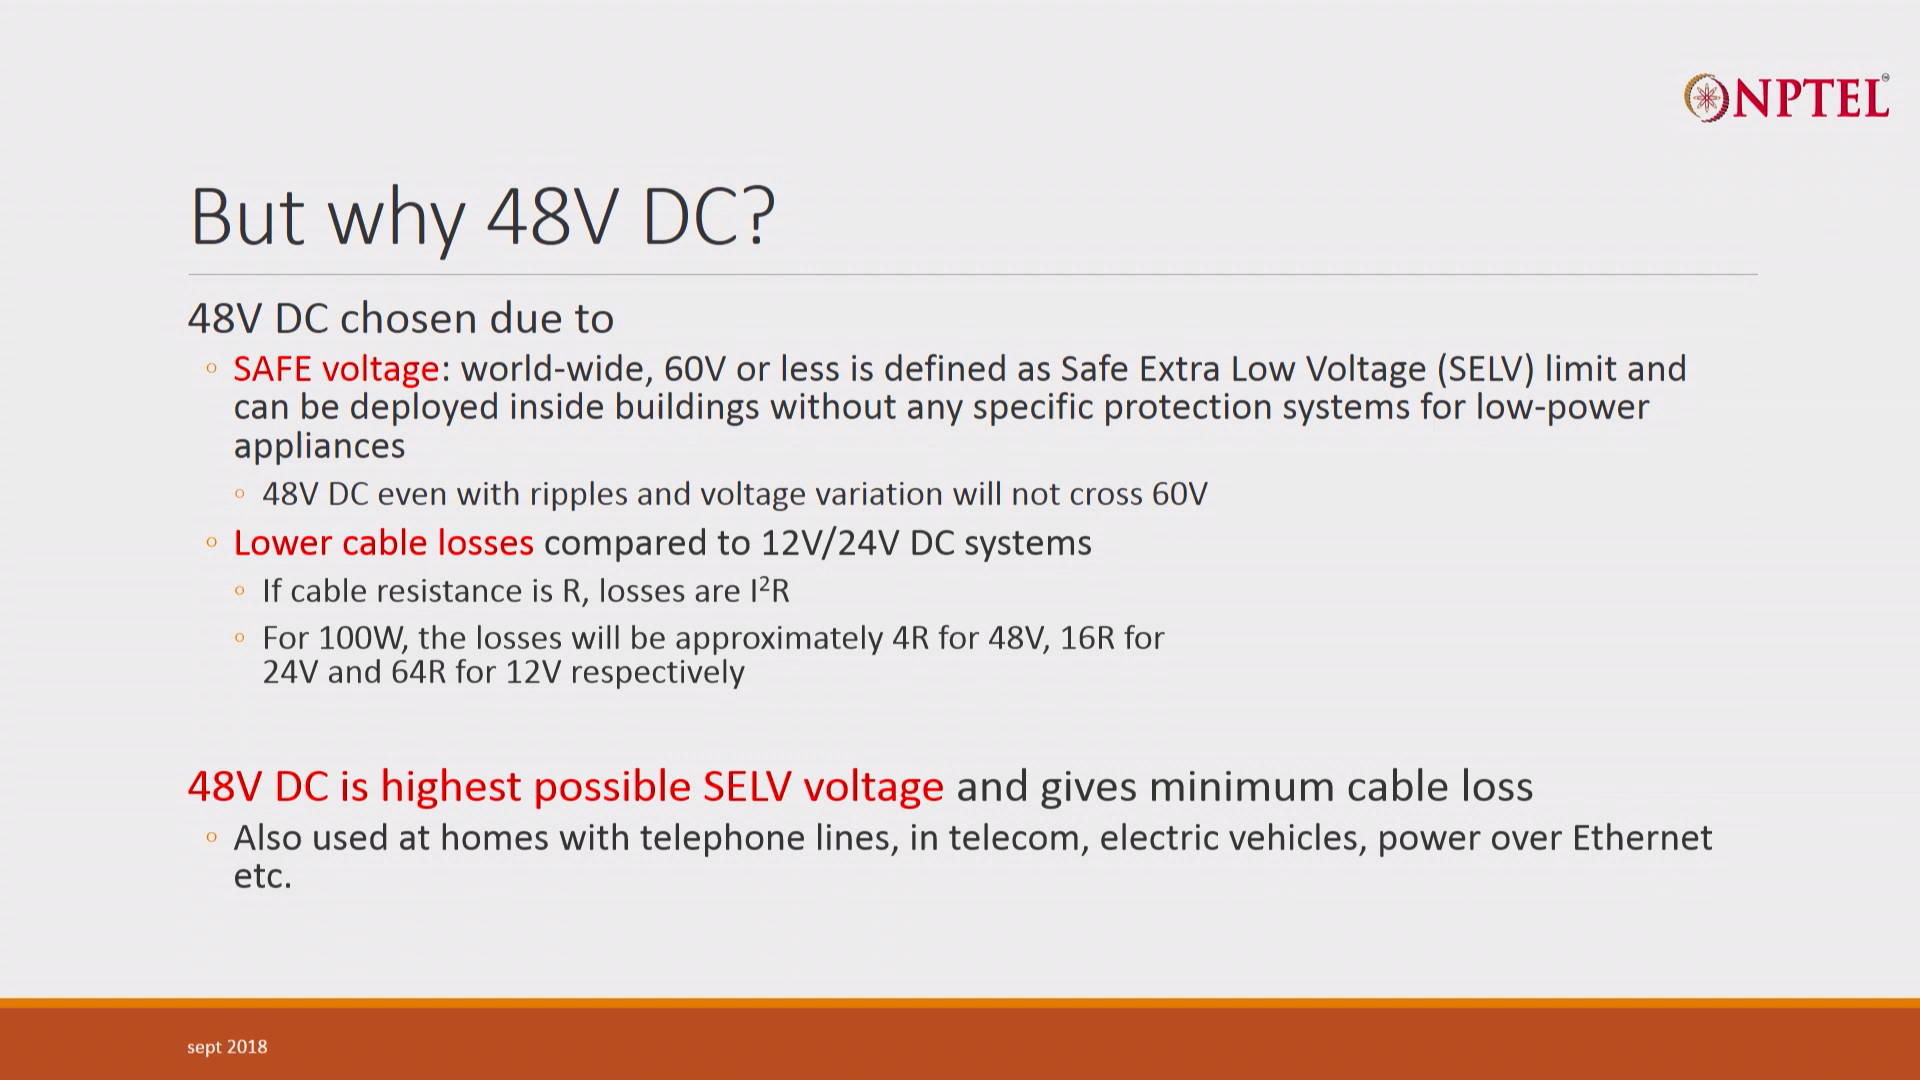 NPTEL
But why 48V DC?
48V DC chosen due to
◦ SAFE voltage: world-wide, 60V or less is defined as Safe Extra Low Voltage (SELV) limit and
can be deployed inside buildings without any specific protection systems for low-power
appliances
◦ 48V DC even with ripples and voltage variation will not cross 60V
◦ Lower cable losses compared to 12V/24V DC systems
◦ If cable resistance is R, losses are I²R
◦ For 100W, the losses will be approximately 4R for 48V, 16R for
24V and 64R for 12V respectively
48V DC is highest possible SELV voltage and gives minimum cable loss
◦ Also used at homes with telephone lines, in telecom, electric vehicles, power over Ethernet
etc.
sept 2018